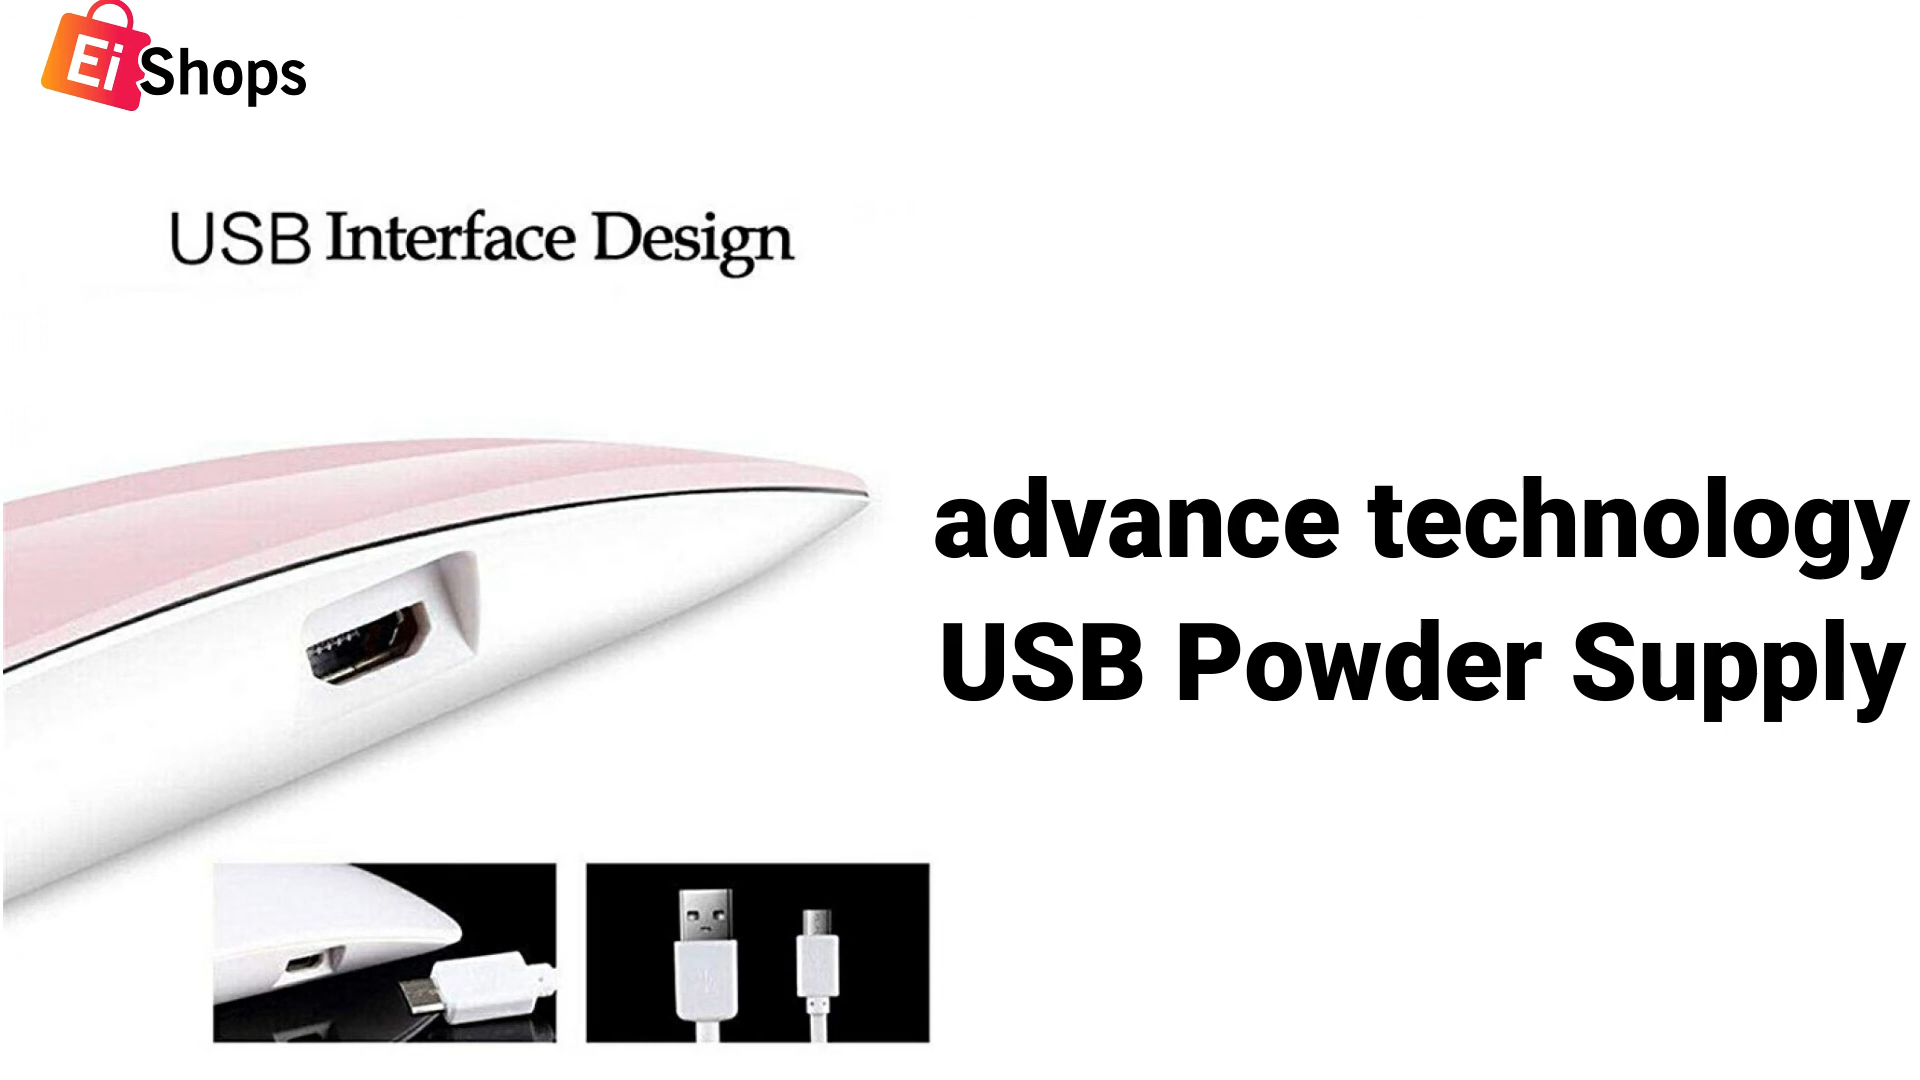 Ei Shops
USB Interface Design
advance technology
USB Powder Supply